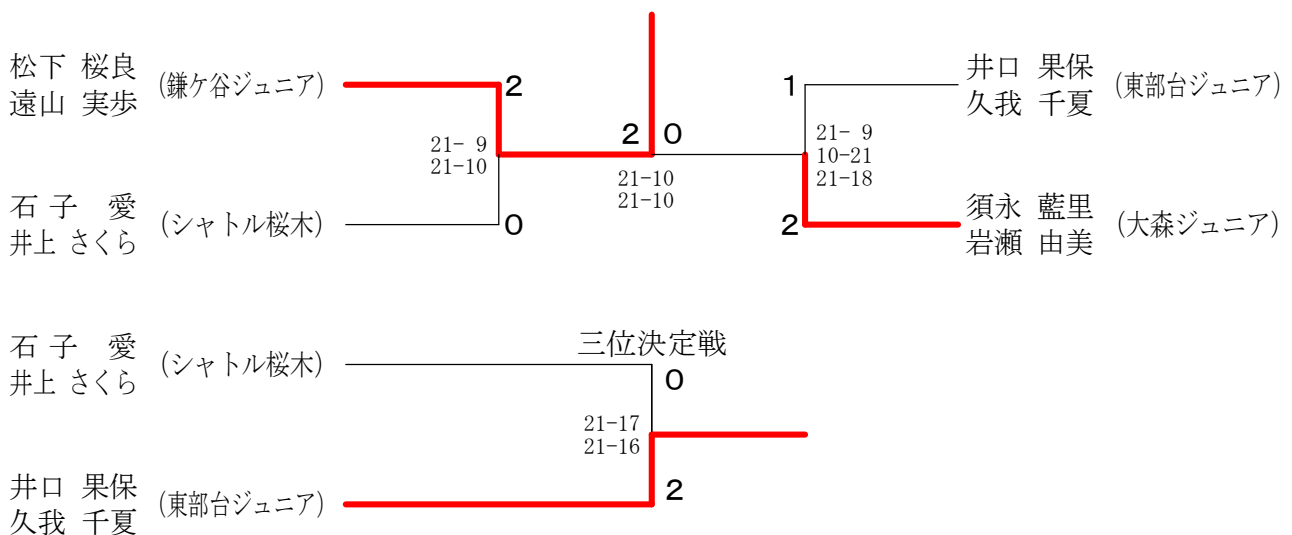 松下 桜良
遠山 実歩
(鎌ケ谷ジュニア)
2
21- 9
21-10
石子 愛
井上 さくら
(シャトル桜木)
0
2 0
21-10
21-10
1
井口 果保
久我 千夏
(東部台ジュニア)
21- 9
10-21
21-18
2
須永 藍里
岩瀬 由美
(大森ジュニア)
三位決定戦
石子 愛
井上 さくら
(シャトル桜木)
0
21-17
21-16
井口 果保
久我 千夏
(東部台ジュニア)
2